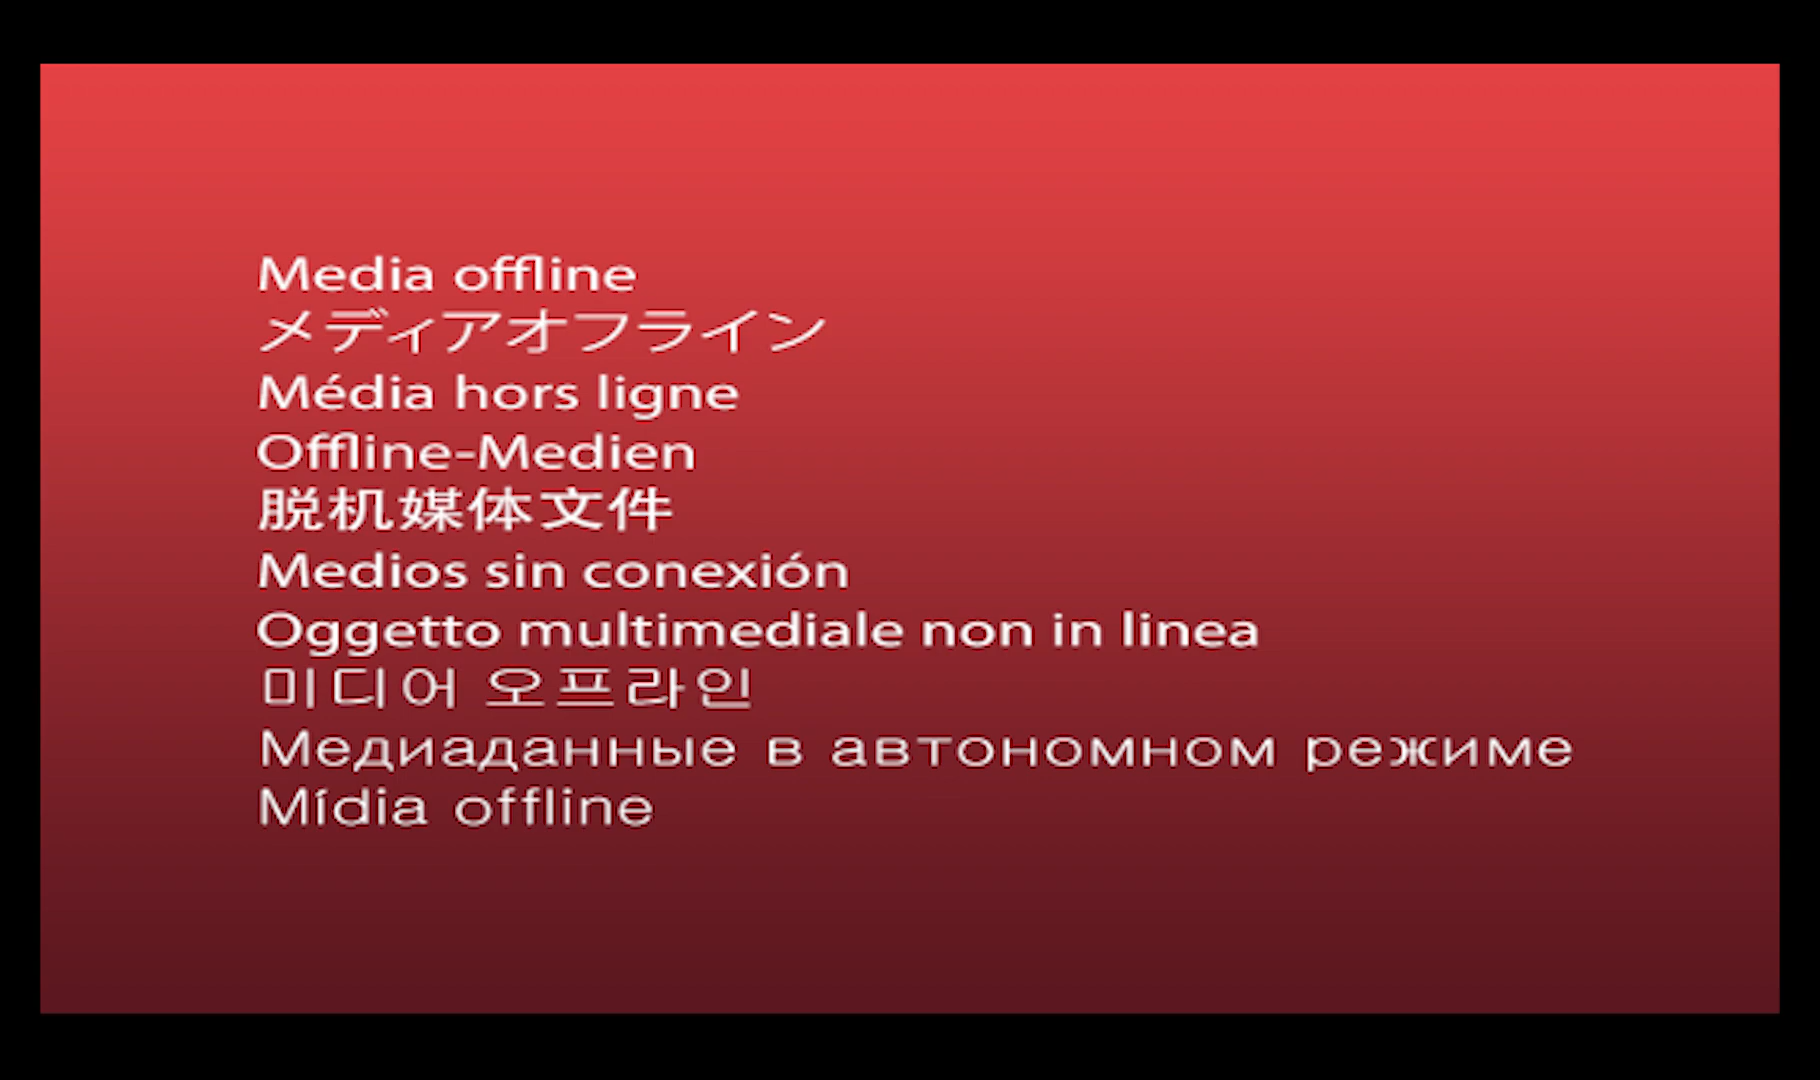 Media offline
メディアオフライン
Média hors ligne
Offline-Medien
脱机媒体文件
Medios sin conexión
Oggetto multimediale non in linea
미디어 오프라인
Медиаданные в автономном режиме
Mídia offline